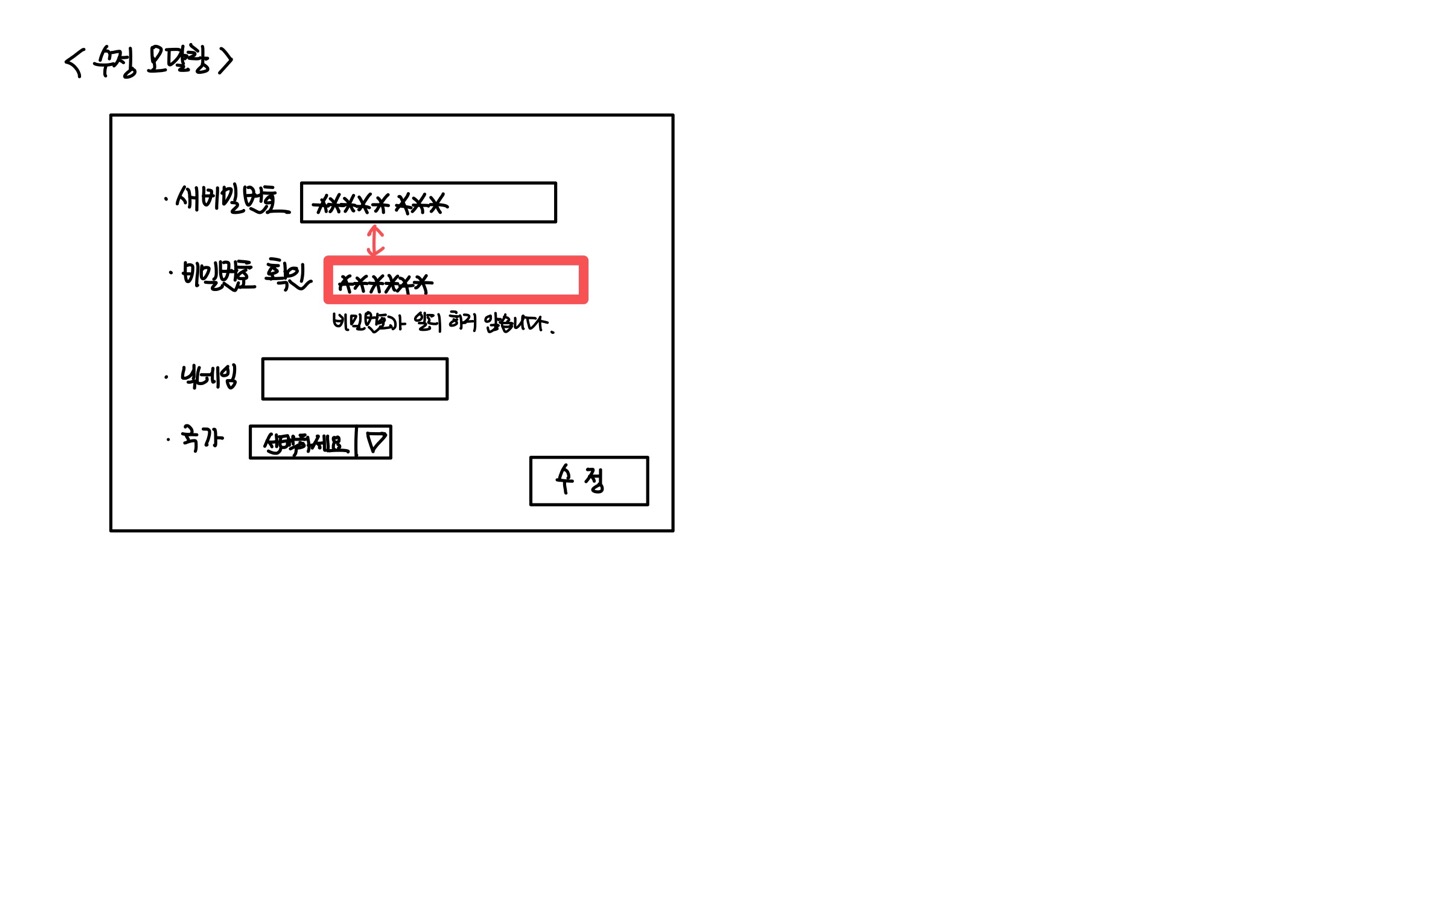 <수정 모달창>
· 새비밀번호 ***** ***
· 비밀번호 확인 ******
비밀번호가 일치 하지 않습니다.
· 닉네임
· 국가 선택하세요 ▽
수정